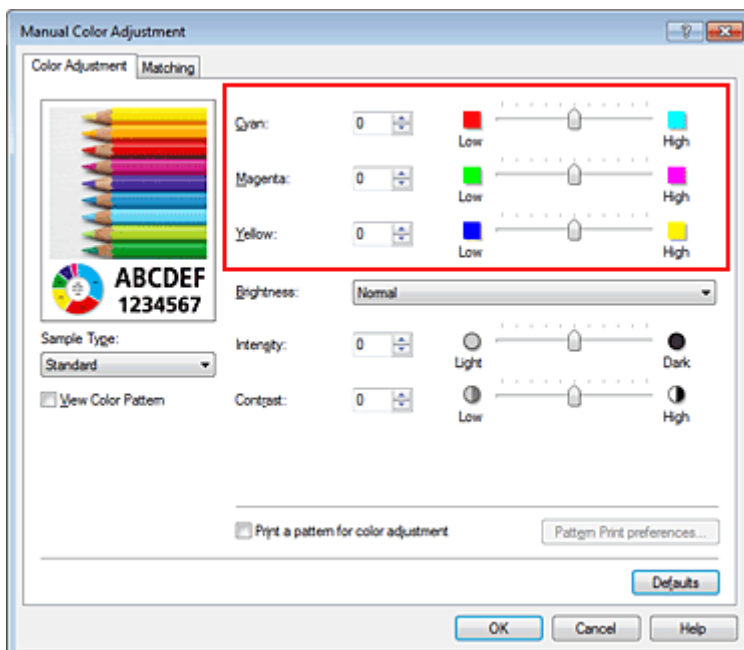 Manual Color Adjustment
Color Adjustment Matching
Cyan: 0 Low High
Magenta: 0 Low High
Yellow: 0 Low High
ABCDEF
1234567
Brightness: Normal
Sample Type:
Standard
View Color Pattern
Intensity: 0 Light Dark
Contrast: 0 Low High
Print a pattern for color adjustment Pattern Print preferences...
Defaults
OK Cancel Help